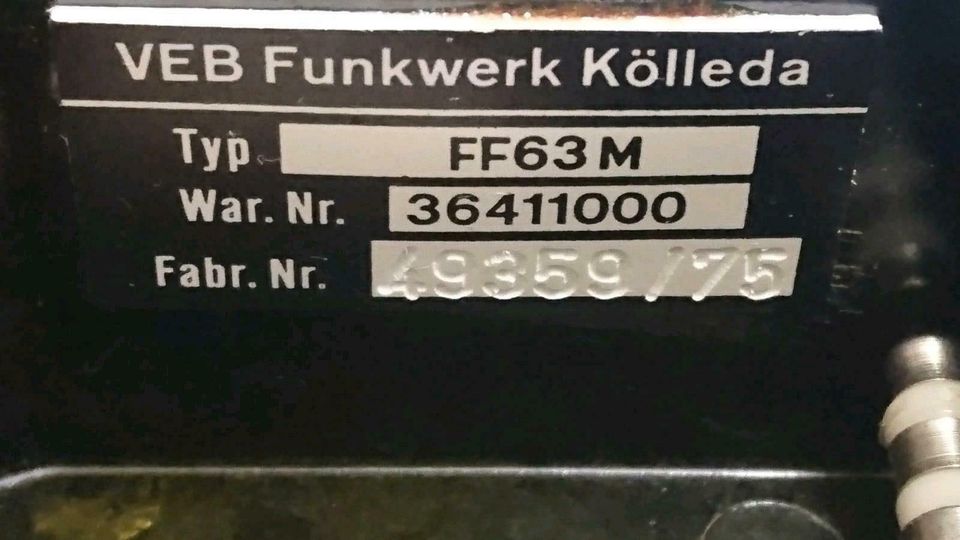 VEB Funkwerk Kölleda
Typ FF63M
War. Nr. 36411000
Fabr. Nr. 49359/75